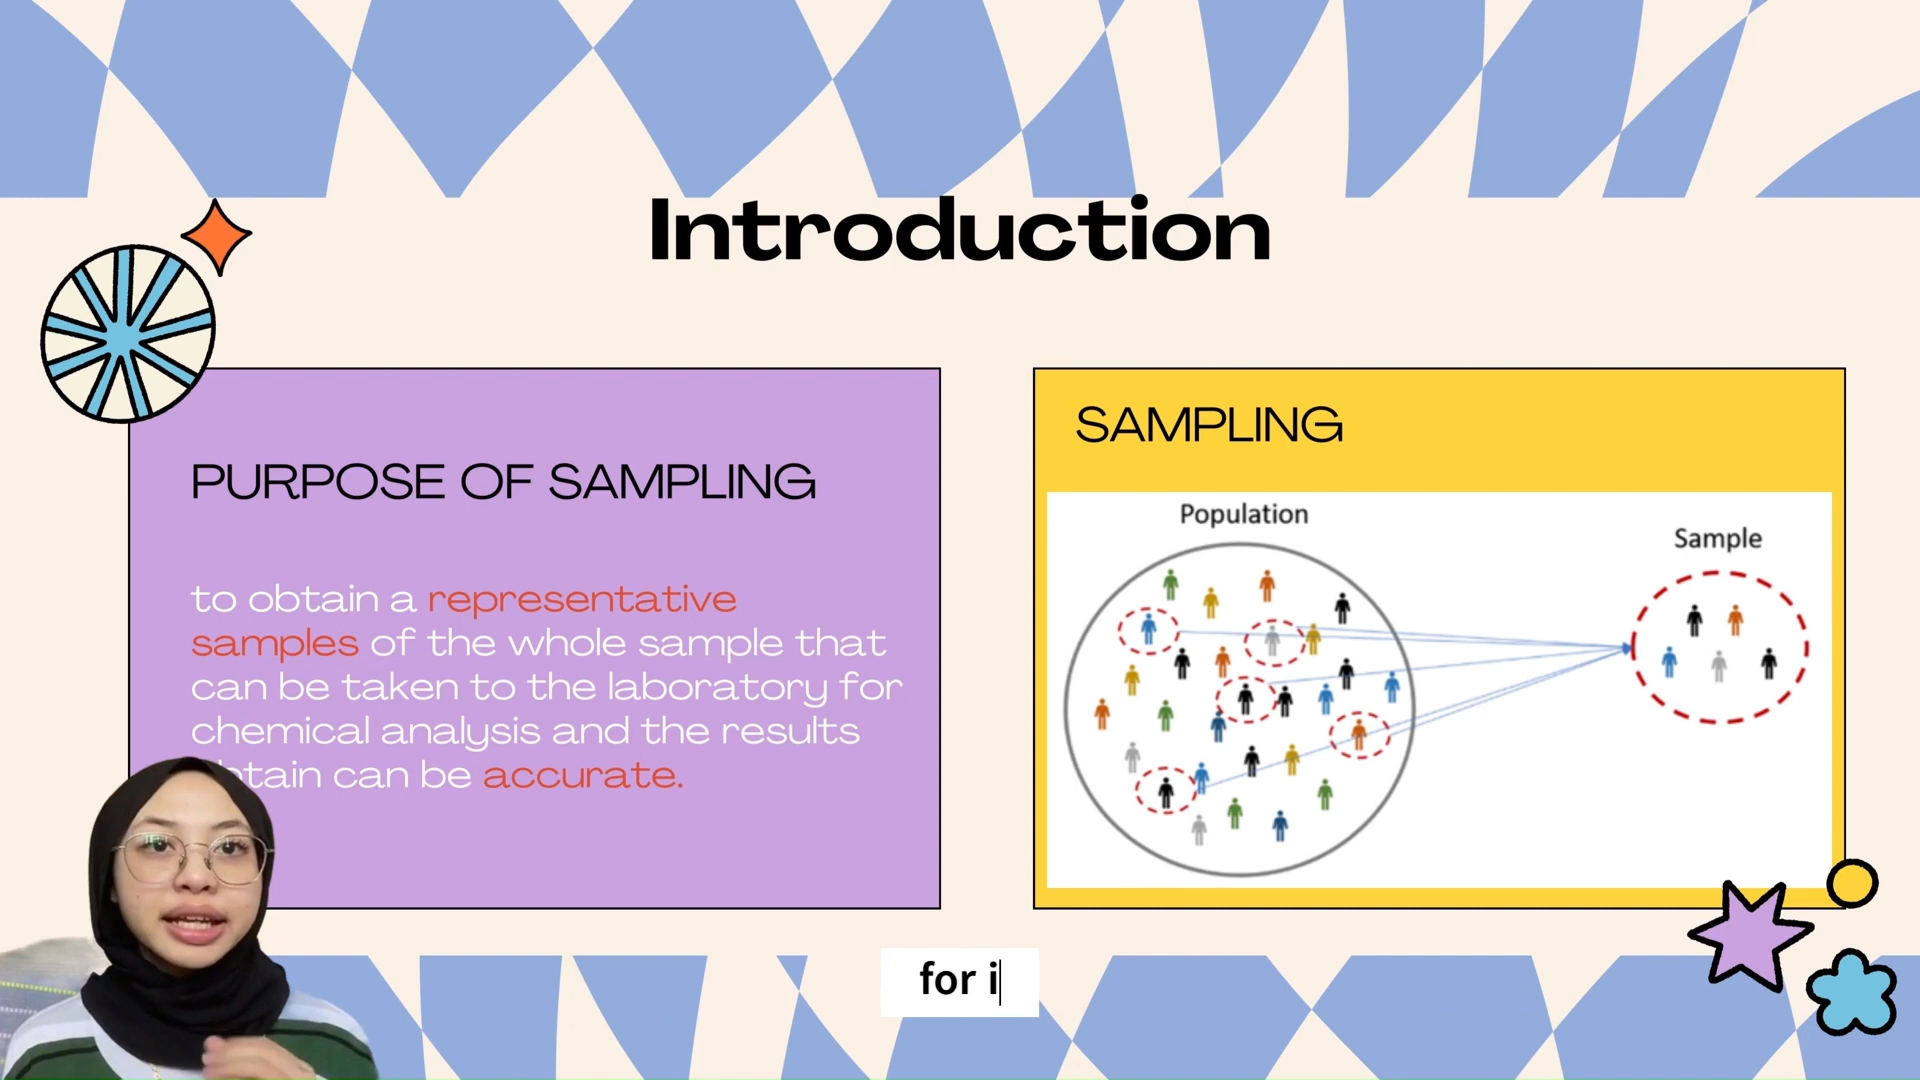 Introduction
PURPOSE OF SAMPLING
to obtain a representative
samples of the whole sample that
can be taken to the laboratory for
chemical analysis and the results
obtain can be accurate.
SAMPLING
Population
Sample
for i